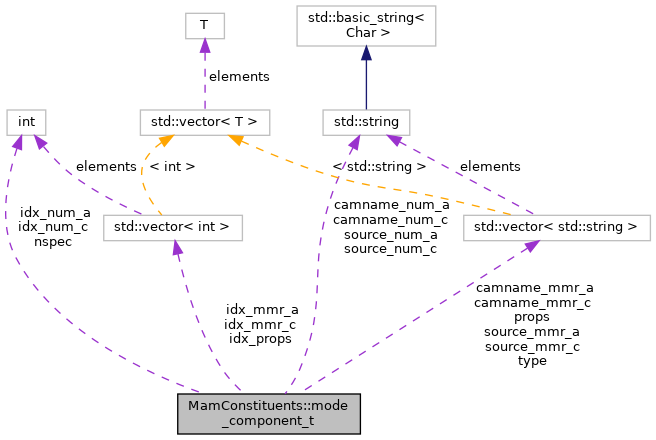 T
std::basic_string<
Char >
elements
int
std::vector< T >
std::string
elements
< int >
< std::string >
elements
idx_num_a
idx_num_c
nspec
std::vector< int >
camname_num_a
camname_num_c
source_num_a
source_num_c
std::vector< std::string >
idx_mmr_a
idx_mmr_c
idx_props
camname_mmr_a
camname_mmr_c
props
source_mmr_a
source_mmr_c
type
MamConstituents::mode
_component_t